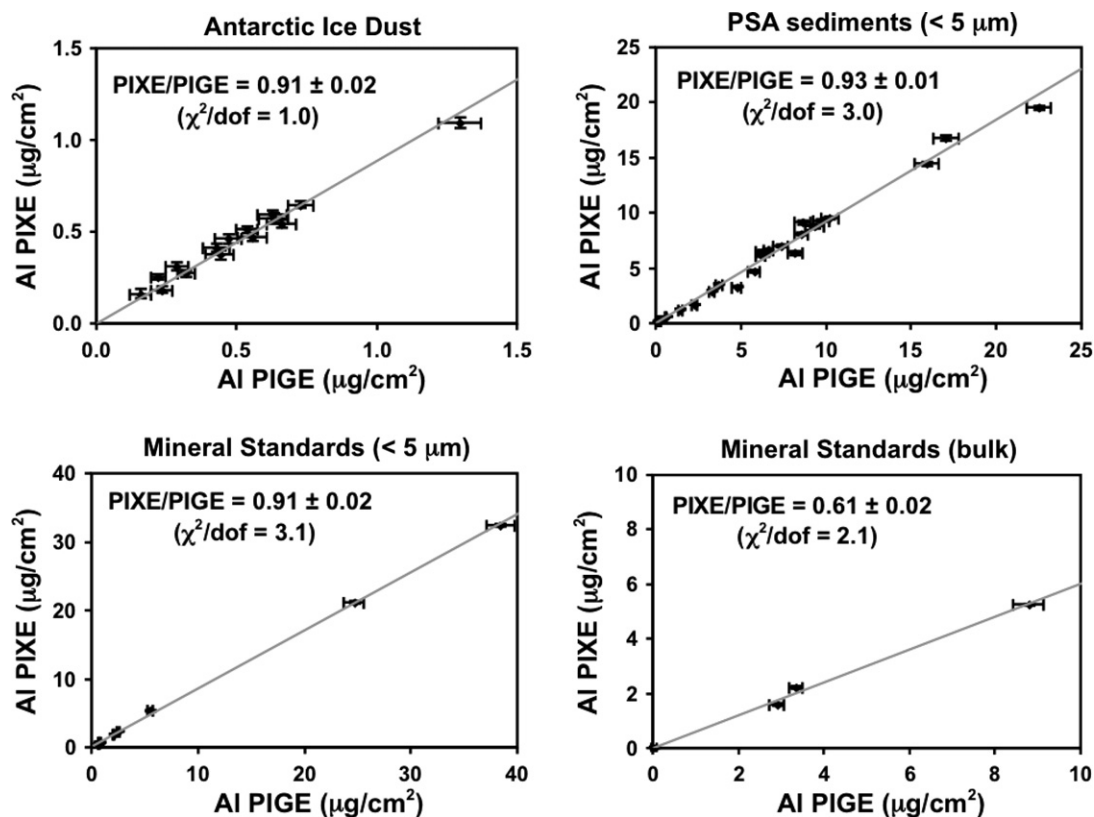 Antarctic Ice Dust
PIXE/PIGE = 0.91 ± 0.02
(χ²/dof = 1.0)
1.5
1.0
0.5
0.0
0.0 0.5 1.0 1.5
Al PIXE (μg/cm²)
Al PIGE (μg/cm²)
PSA sediments (< 5 μm)
PIXE/PIGE = 0.93 ± 0.01
(χ²/dof = 3.0)
25
20
15
10
5
0
0 5 10 15 20 25
Al PIXE (μg/cm²)
Al PIGE (μg/cm²)
Mineral Standards (< 5 μm)
PIXE/PIGE = 0.91 ± 0.02
(χ²/dof = 3.1)
40
30
20
10
0
0 10 20 30 40
Al PIXE (μg/cm²)
Al PIGE (μg/cm²)
Mineral Standards (bulk)
PIXE/PIGE = 0.61 ± 0.02
(χ²/dof = 2.1)
10
8
6
4
2
0
0 2 4 6 8 10
Al PIXE (μg/cm²)
Al PIGE (μg/cm²)